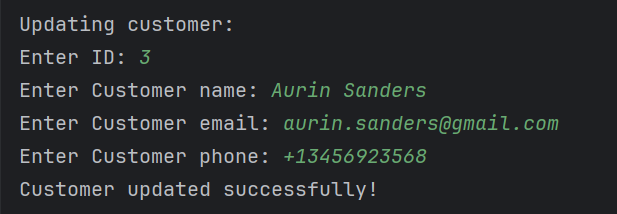 Updating customer:
Enter ID: 3
Enter Customer name: Aurin Sanders
Enter Customer email: aurin.sanders@gmail.com
Enter Customer phone: +13456923568
Customer updated successfully!